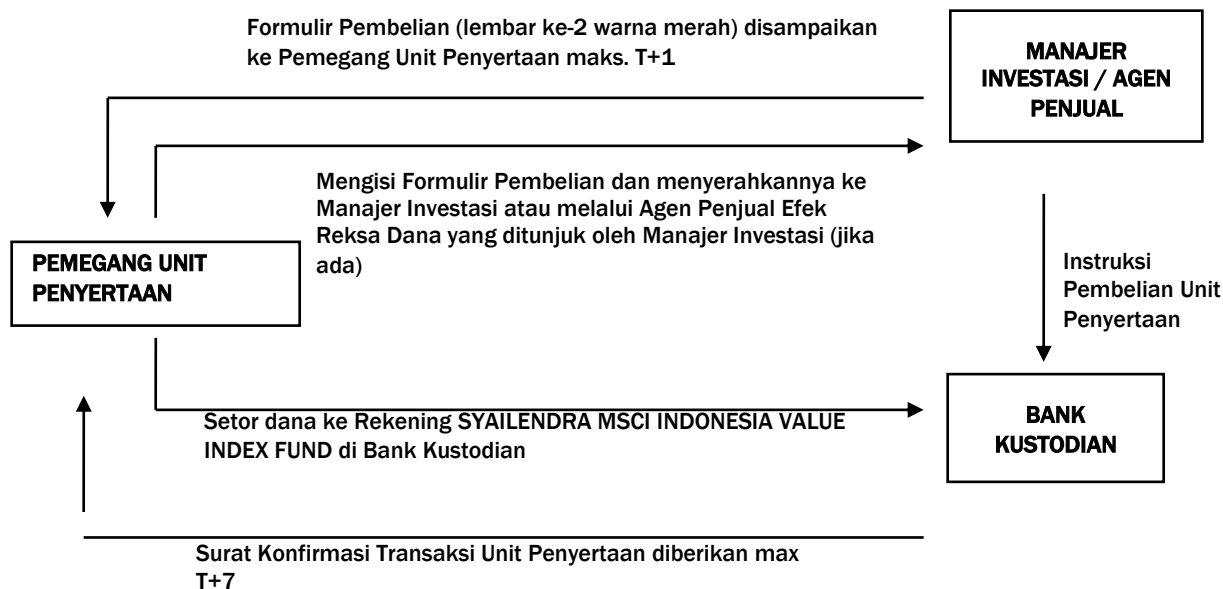 Formulir Pembelian (lembar ke-2 warna merah) disampaikan
ke Pemegang Unit Penyertaan maks. T+1
MANAJER
INVESTASI / AGEN
PENJUAL
Mengisi Formulir Pembelian dan menyerahkannya ke
Manajer Investasi atau melalui Agen Penjual Efek
Reksa Dana yang ditunjuk oleh Manajer Investasi (jika
ada)
PEMEGANG UNIT
PENYERTAAN
Instruksi
Pembelian Unit
Penyertaan
Setor dana ke Rekening SYAILENDRA MSCI INDONESIA VALUE
INDEX FUND di Bank Kustodian
BANK
KUSTODIAN
Surat Konfirmasi Transaksi Unit Penyertaan diberikan max
T+7